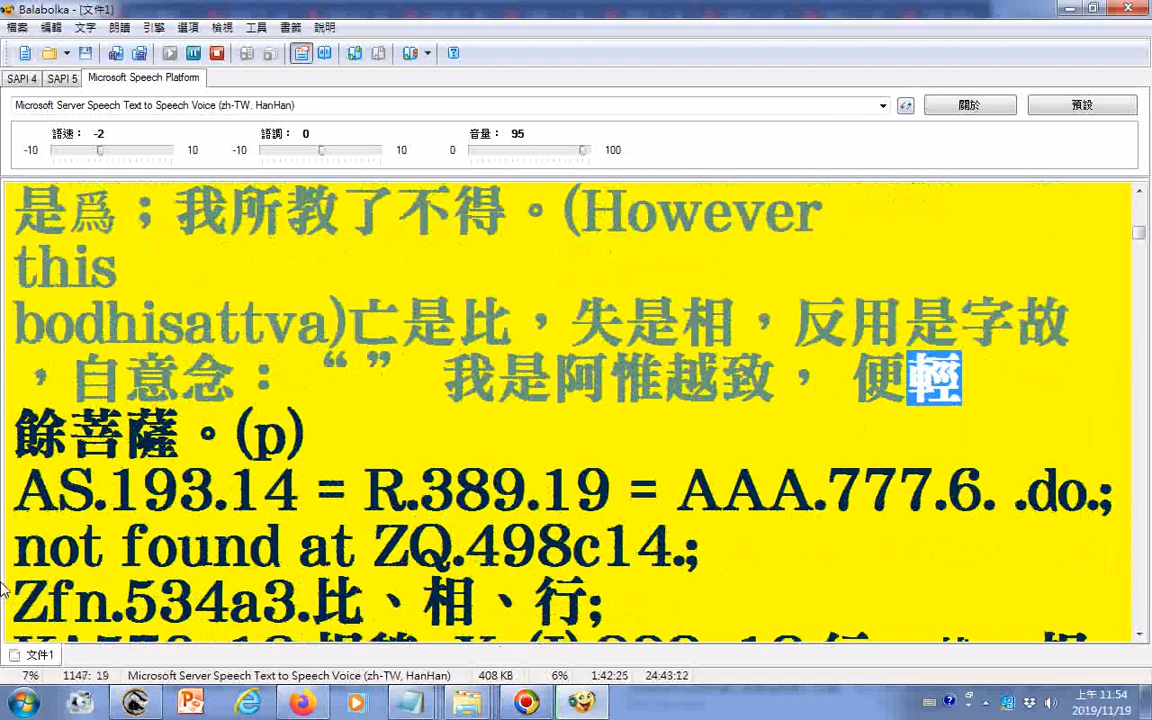 Balabolka - [文件1]
檔案 編輯 文字 朗讀 引擎 選項 檢視 工具 書籤 說明
SAPI 4 SAPI 5 Microsoft Speech Platform
Microsoft Server Speech Text to Speech Voice (zh-TW, HanHan) 關於 預設
語速： -2 語調： 0 音量： 95
-10 10 -10 10 0 100
是爲；我所教了不得。(However
this
bodhisattva)亡是比，失是相，反用是字故
，自意念：“ ” 我是阿惟越致， 便輕
餘菩薩。(p)
AS.193.14 = R.389.19 = AAA.777.6. .do.;
not found at ZQ.498c14.;
Zfn.534a3.比、相、行;
文件1
7% 1147: 19 Microsoft Server Speech Text to Speech Voice (zh-TW, HanHan) 408 KB 6% 1:42:25 24:43:12
上午 11:54
2019/11/19